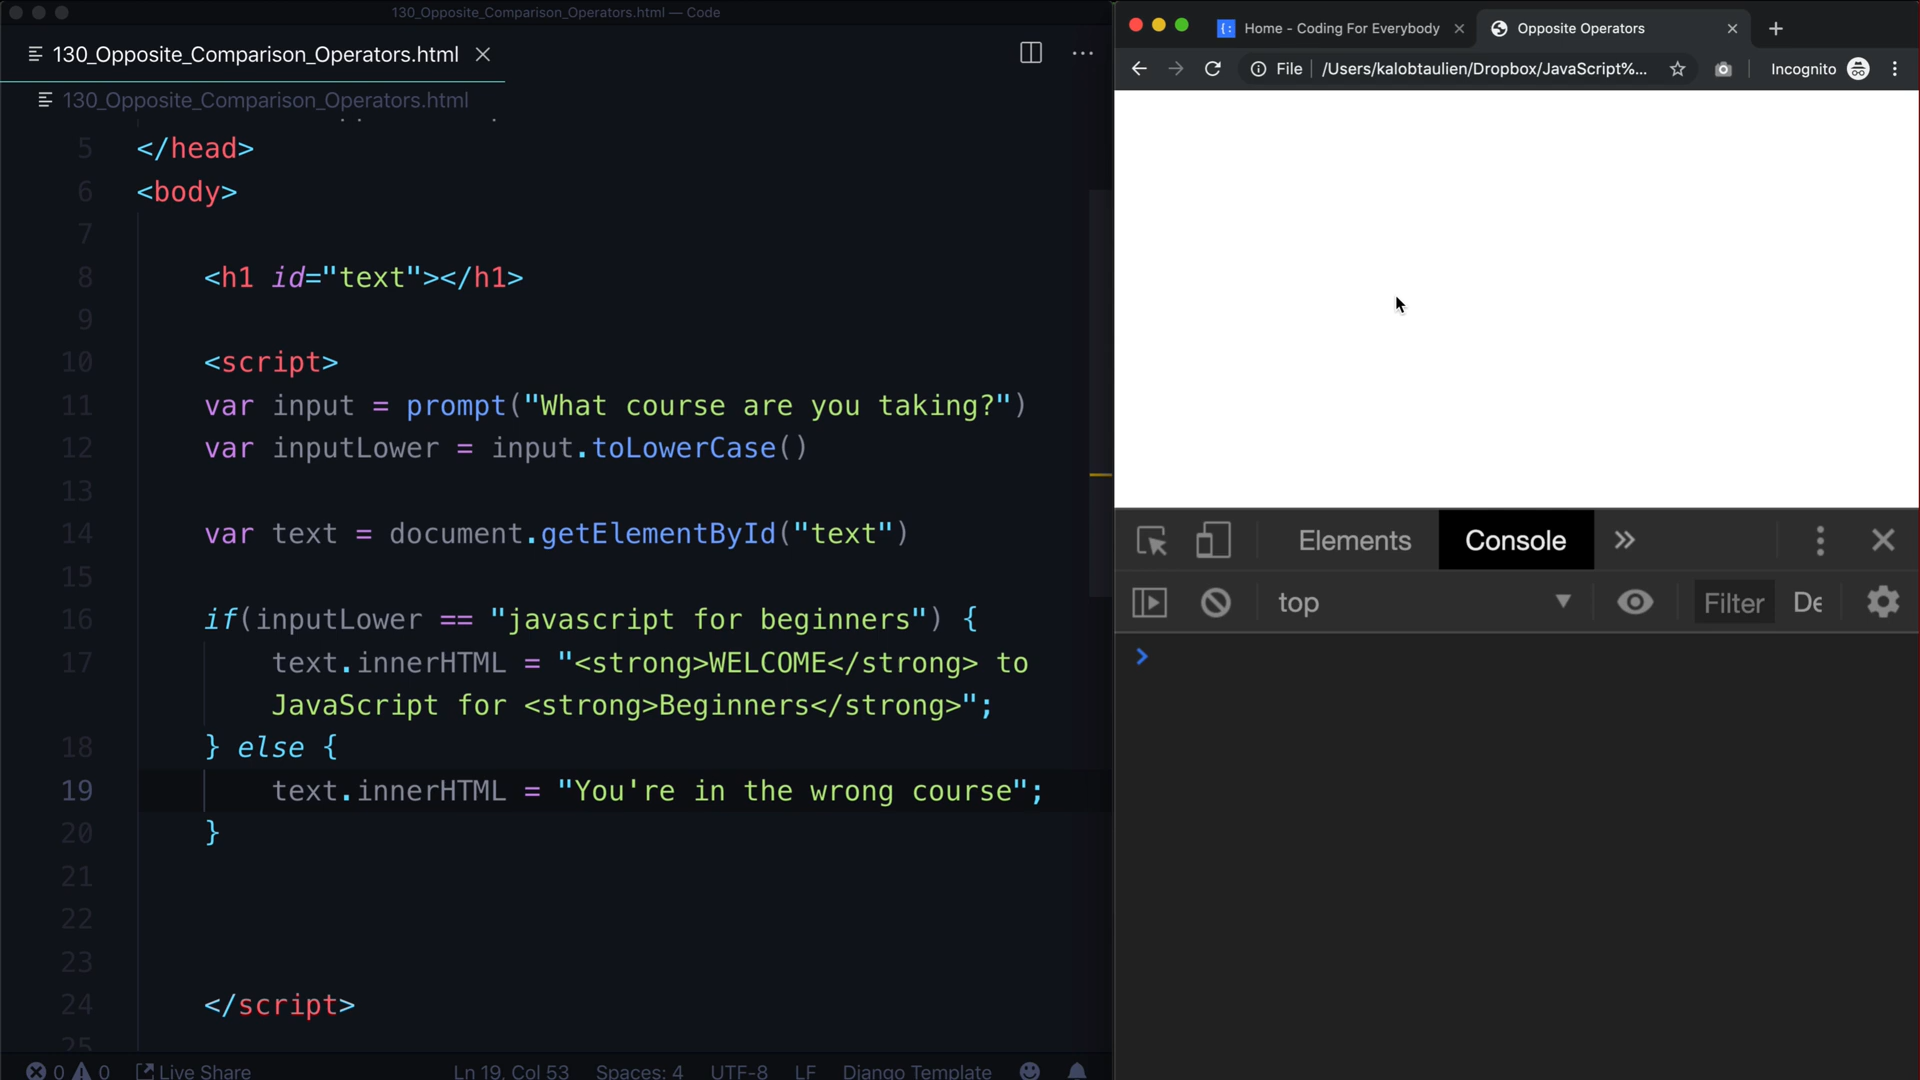 130_Opposite_Comparison_Operators.html — Code
130_Opposite_Comparison_Operators.html
130_Opposite_Comparison_Operators.html
5 </head>
6 <body>
7
8 <h1 id="text"></h1>
9
10 <script>
11 var input = prompt("What course are you taking?")
12 var inputLower = input.toLowerCase()
13
14 var text = document.getElementById("text")
15
16 if(inputLower == "javascript for beginners") {
17 text.innerHTML = "<strong>WELCOME</strong> to
JavaScript for <strong>Beginners</strong>";
18 } else {
19 text.innerHTML = "You're in the wrong course";
20 }
21
22
23
24 </script>
25
0 0 Live Share Ln 19, Col 53 Spaces: 4 UTF-8 LF Django Template
Home - Coding For Everybody Opposite Operators
File /Users/kalobtaulien/Dropbox/JavaScript%... Incognito
Elements Console
top Filter De